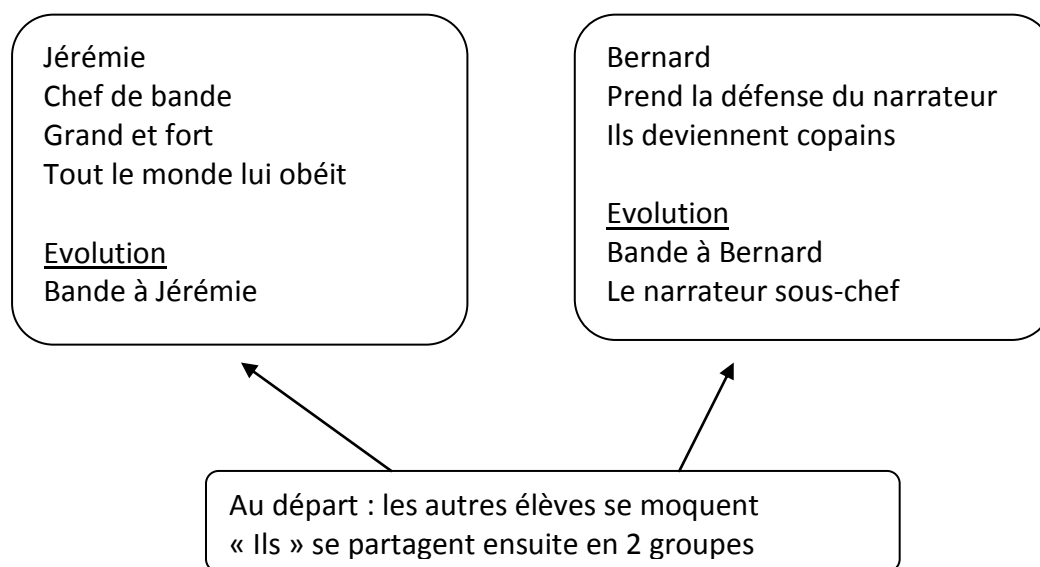 Jérémie
Chef de bande
Grand et fort
Tout le monde lui obéit
Evolution
Bande à Jérémie
Bernard
Prend la défense du narrateur
Ils deviennent copains
Evolution
Bande à Bernard
Le narrateur sous-chef
Au départ : les autres élèves se moquent
« Ils » se partagent ensuite en 2 groupes